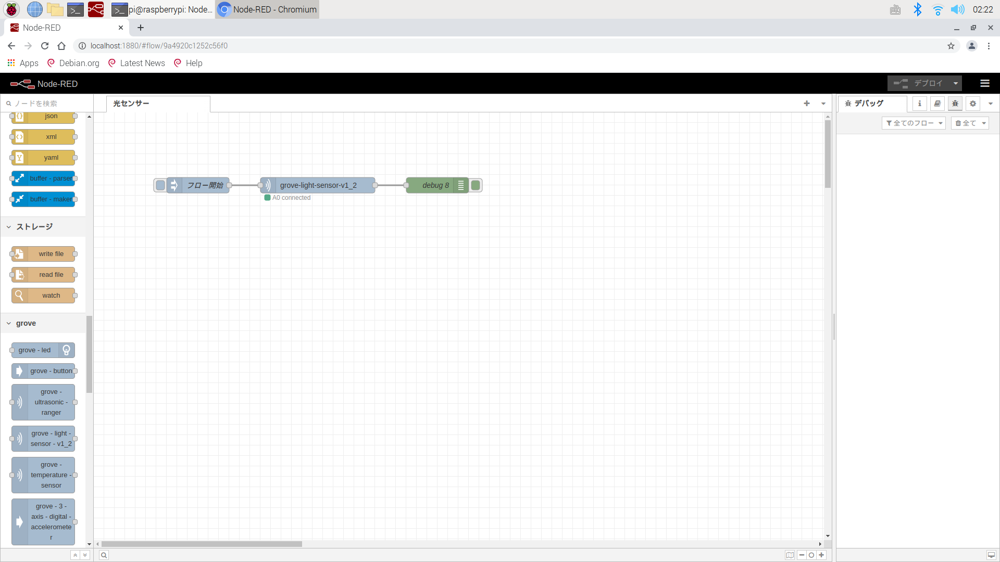 pi@raspberrypi: Node...
Node-RED - Chromium
02:22
Node-RED
localhost:1880/#flow/9a4920c1252c56f0
Apps
Debian.org
Latest News
Help
Node-RED
デプロイ
ノードを検索
光センサー
デバッグ
全てのフロー
全て
json
xml
yaml
buffer - parser
buffer - maker
ストレージ
write file
read file
watch
grove
grove - led
grove - button
grove -
ultrasonic -
ranger
grove - light -
sensor - v1_2
grove -
temperature -
sensor
grove - 3 -
axis - digital -
acceleromete
r
フロー開始
grove-light-sensor-v1_2
A0 connected
debug 8